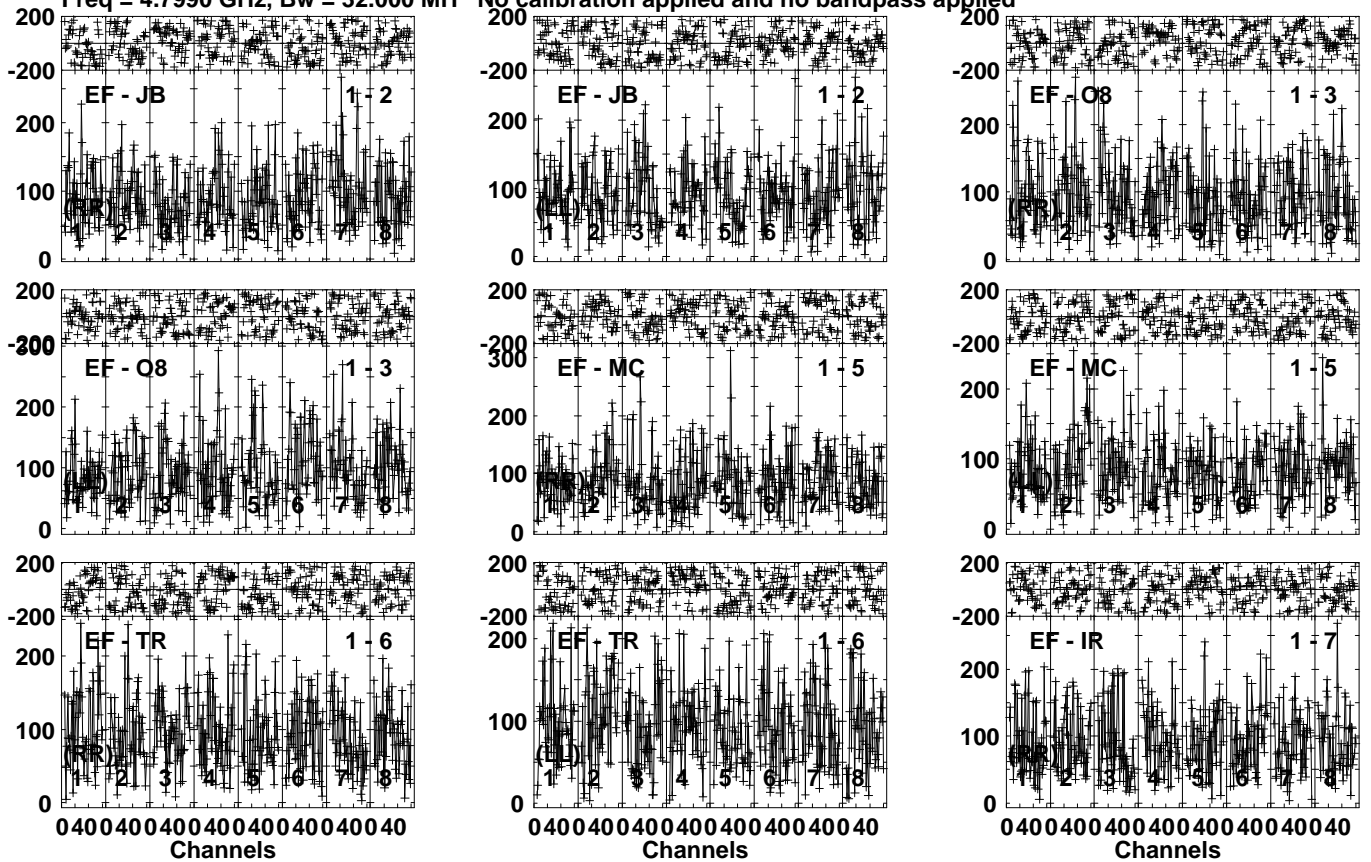 Freq = 4.7990 GHz, Bw = 32.000 MH No calibration applied and no bandpass applied
200 200 200
-200 -200 -200
EF - JB 1 - 2 EF - JB 1 - 2 EF - O8 1 - 3
200 200 200
100 100 100
(RR) (LL) (RR)
1 2 3 4 5 6 7 8 1 2 3 4 5 6 7 8 1 2 3 4 5 6 7 8
0 0 0
200 200 200
-200 -200 -200
300 300
EF - O8 1 - 3 EF - MC 1 - 5 EF - MC 1 - 5
200 200 200
100 100 100
(LL) (RR) (LL)
1 2 3 4 5 6 7 8 1 2 3 4 5 6 7 8 1 2 3 4 5 6 7 8
0 0 0
200 200 200
-200 -200 -200
EF - TR 1 - 6 EF - TR 1 - 6 EF - IR 1 - 7
200 200 200
100 100 100
(RR) (LL) (RR)
1 2 3 4 5 6 7 8 1 2 3 4 5 6 7 8 1 2 3 4 5 6 7 8
0 0 0
0 40 0 40 0 40 0 40 0 40 0 40 0 40 0 40 0 40 0 40 0 40 0 40 0 40 0 40 0 40 0 40 0 40 0 40 0 40 0 40 0 40 0 40 0 40 0 40
Channels Channels Channels